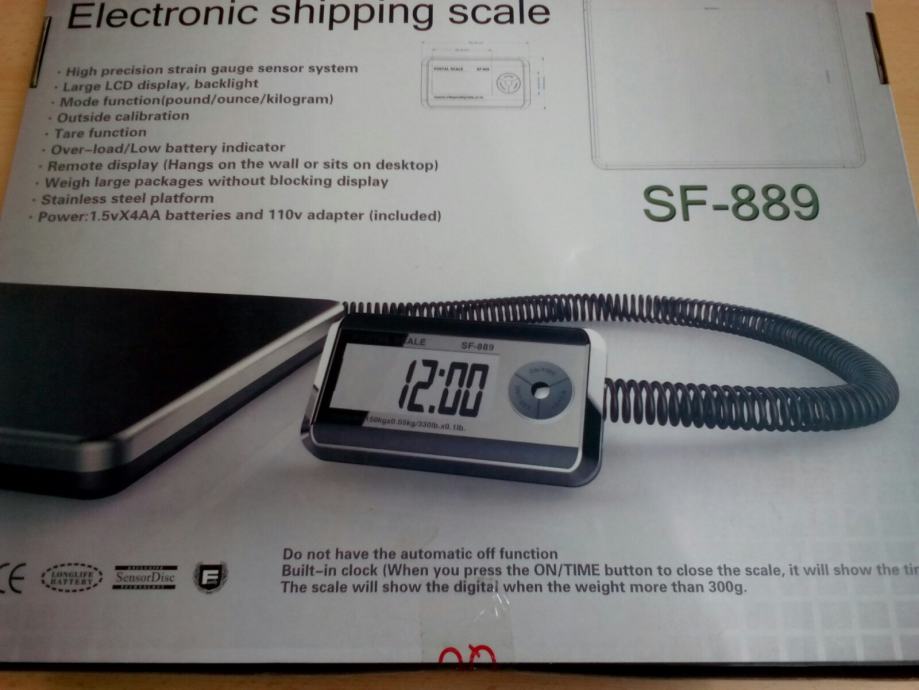 Electronic shipping scale
· High precision strain gauge sensor system
· Large LCD display, backlight
· Mode function(pound/ounce/kilogram)
· Outside calibration
· Tare function
· Over-load/Low battery indicator
· Remote display (Hangs on the wall or sits on desktop)
· Weigh large packages without blocking display
· Stainless steel platform
· Power:1.5vX4AA batteries and 110v adapter (included)
POSTAL SCALE
SF-889
SF-889
12:00
Do not have the automatic off function
Built-in clock (When you press the ON/TIME button to close the scale, it will show the
The scale will show the digital when the weight more than 300g.
CE
LONGLIFE
BATTERY
EXCLUSIVE
SensorDisc
TECHNOLOGY
F